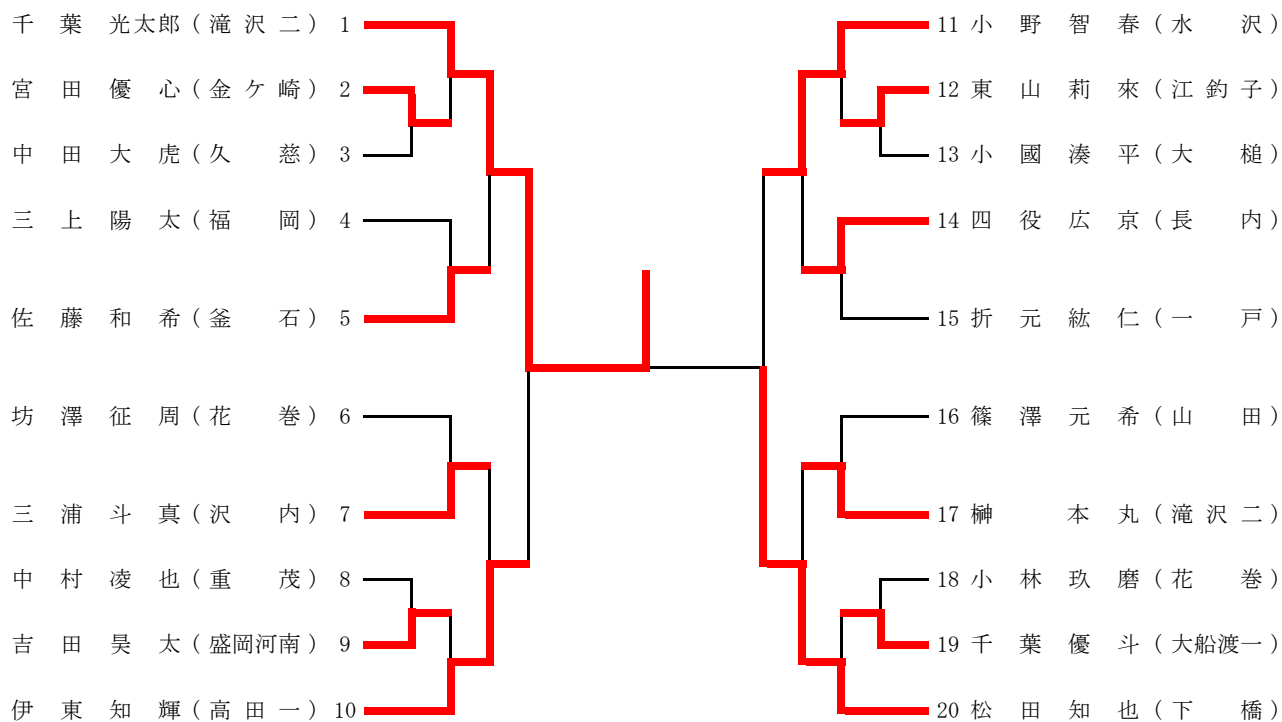 千葉光太郎(滝沢二) 1
宮田優心(金ケ崎) 2
中田大虎(久慈) 3
三上陽太(福岡) 4
佐藤和希(釜石) 5
坊澤征周(花巻) 6
三浦斗真(沢内) 7
中村凌也(重茂) 8
吉田昊太(盛岡河南) 9
伊東知輝(高田一) 10
11 小野智春(水沢)
12 東山莉來(江釣子)
13 小國湊平(大槌)
14 四役広京(長内)
15 折元紘仁(一戸)
16 篠澤元希(山田)
17 榊本丸(滝沢二)
18 小林玖磨(花巻)
19 千葉優斗(大船渡一)
20 松田知也(下橋)